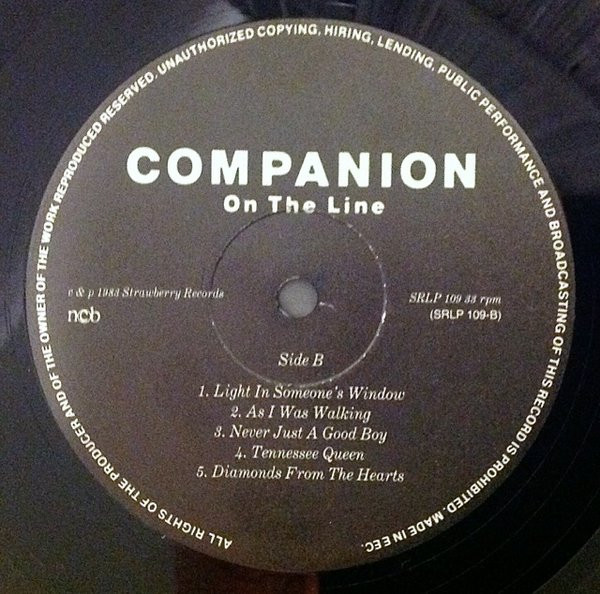 ALL RIGHTS OF THE PRODUCER AND OF THE OWNER OF THE WORK REPRODUCED RESERVED. UNAUTHORIZED COPYING, HIRING, LENDING, PUBLIC PERFORMANCE AND BROADCASTING OF THIS RECORD IS PROHIBITED. MADE IN EEC.
COMPANION
On The Line
c & p 1983 Strawberry Records
ncb
SRLP 109 33 rpm
(SRLP 109-B)
Side B
1. Light In Someone's Window
2. As I Was Walking
3. Never Just A Good Boy
4. Tennessee Queen
5. Diamonds From The Hearts